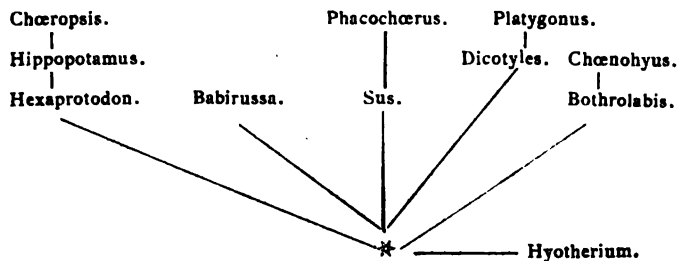 Chœropsis. Phacochœrus. Platygonus.
Hippopotamus. Dicotyles. Chœnohyus.
Hexaprotodon. Babirussa. Sus. Bothrolabis.
Hyotherium.